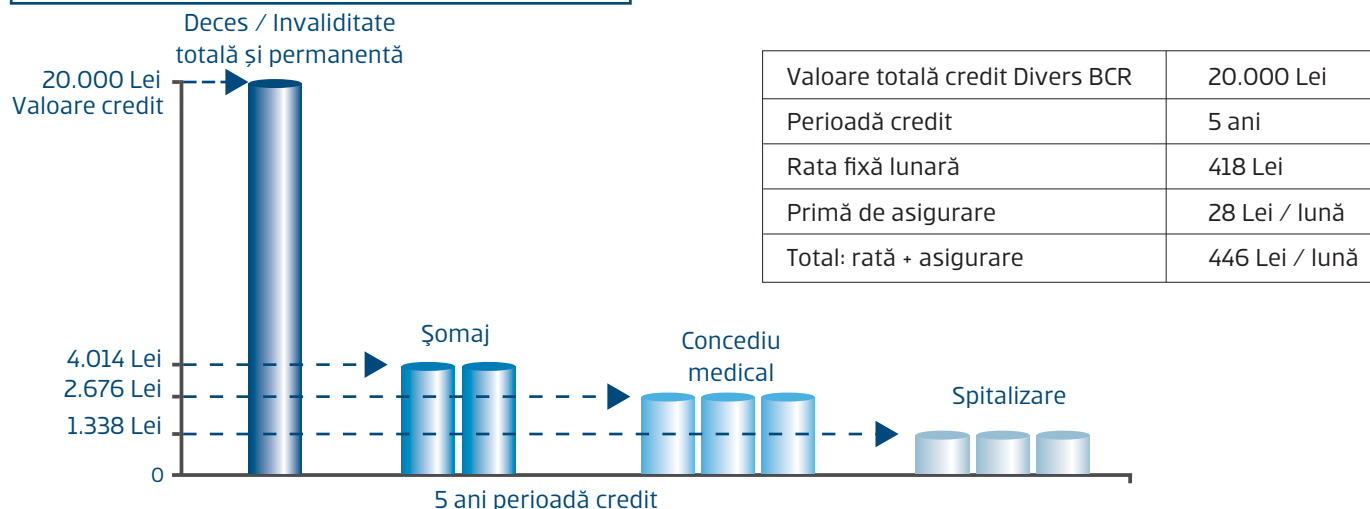 Deces / Invaliditate
totală și permanentă
20.000 Lei
Valoare credit
Şomaj
4.014 Lei
Concediu
medical
2.676 Lei
Spitalizare
1.338 Lei
0
5 ani perioadă credit
Valoare totală credit Divers BCR 20.000 Lei
Perioadă credit 5 ani
Rata fixă lunară 418 Lei
Primă de asigurare 28 Lei / lună
Total: rată + asigurare 446 Lei / lună